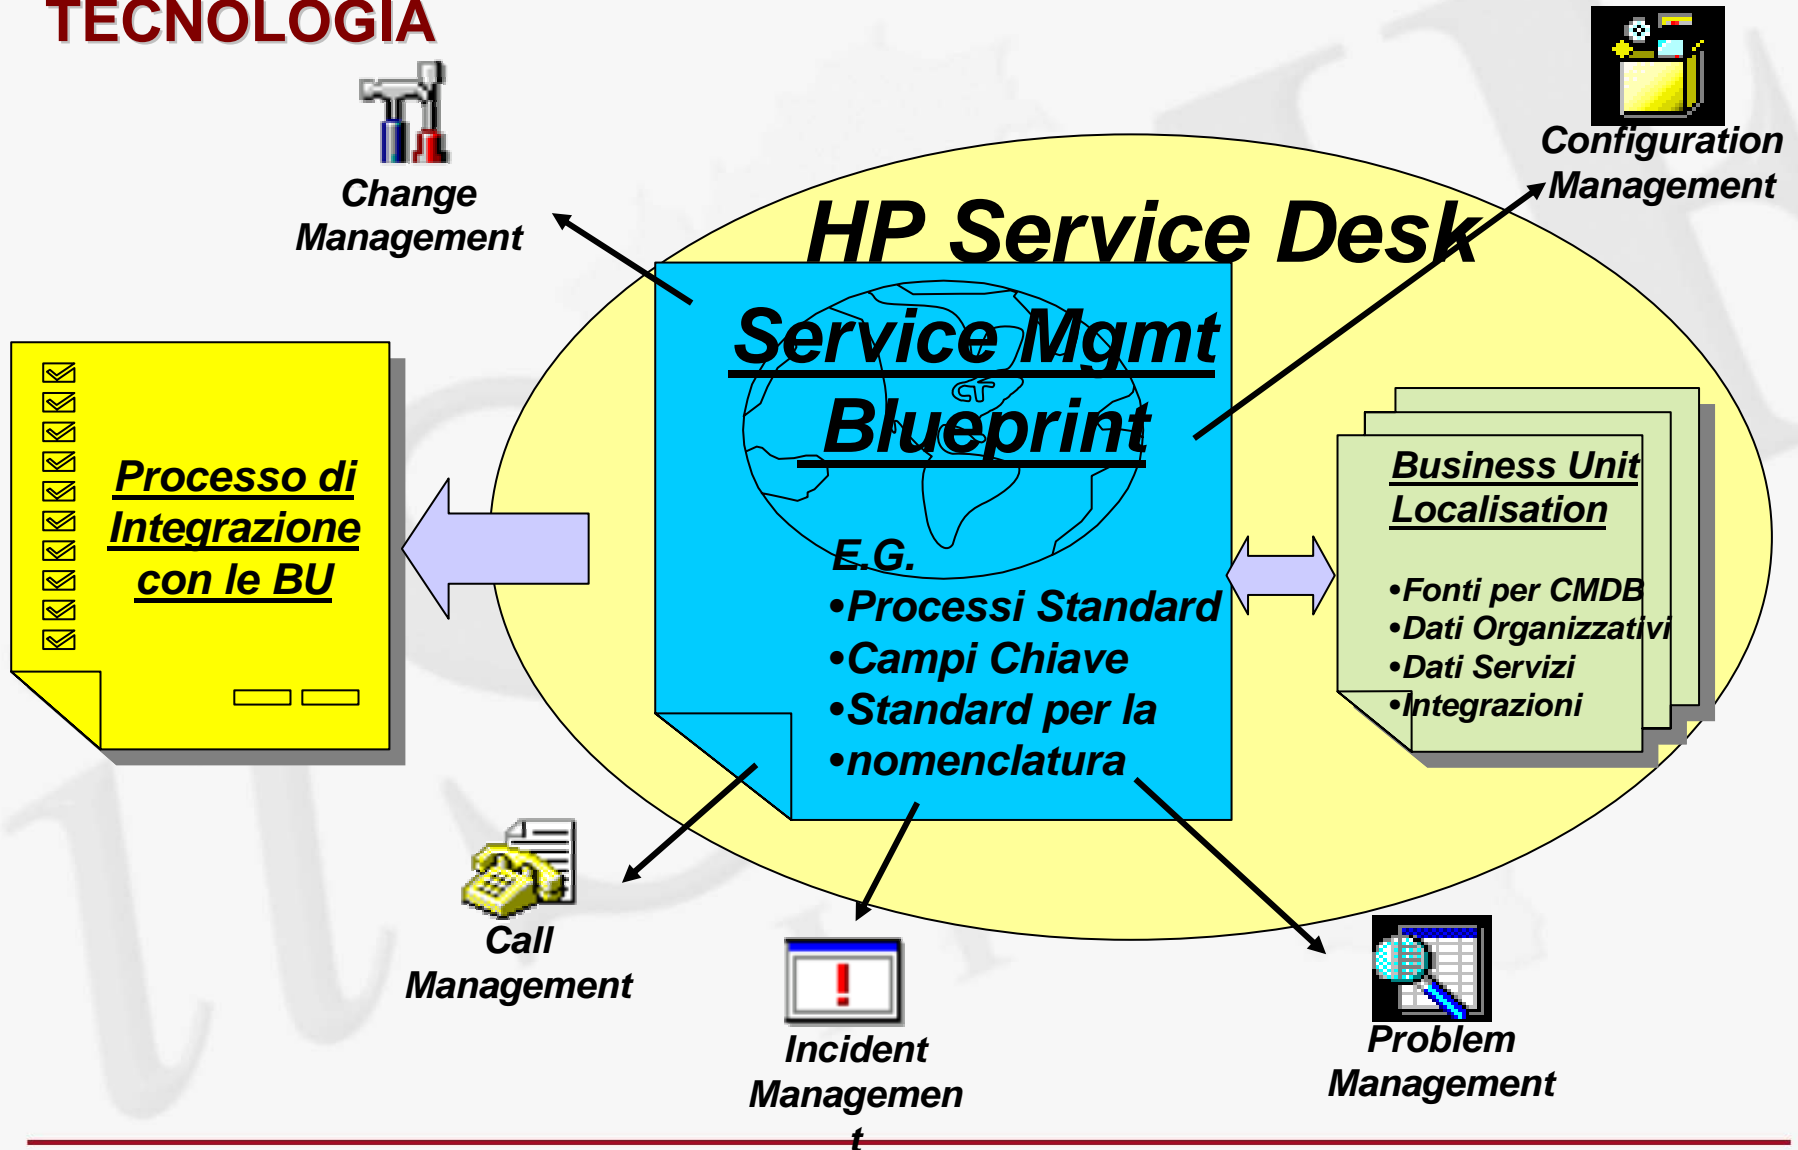 TECNOLOGIA
Configuration
Management
Change
Management
HP Service Desk
Service Mgmt
Blueprint
E.G.
•Processi Standard
•Campi Chiave
•Standard per la
•nomenclatura
Processo di
Integrazione
con le BU
Business Unit
Localisation
•Fonti per CMDB
•Dati Organizzativi
•Dati Servizi
•Integrazioni
Call
Management
Incident
Managemen
t
Problem
Management